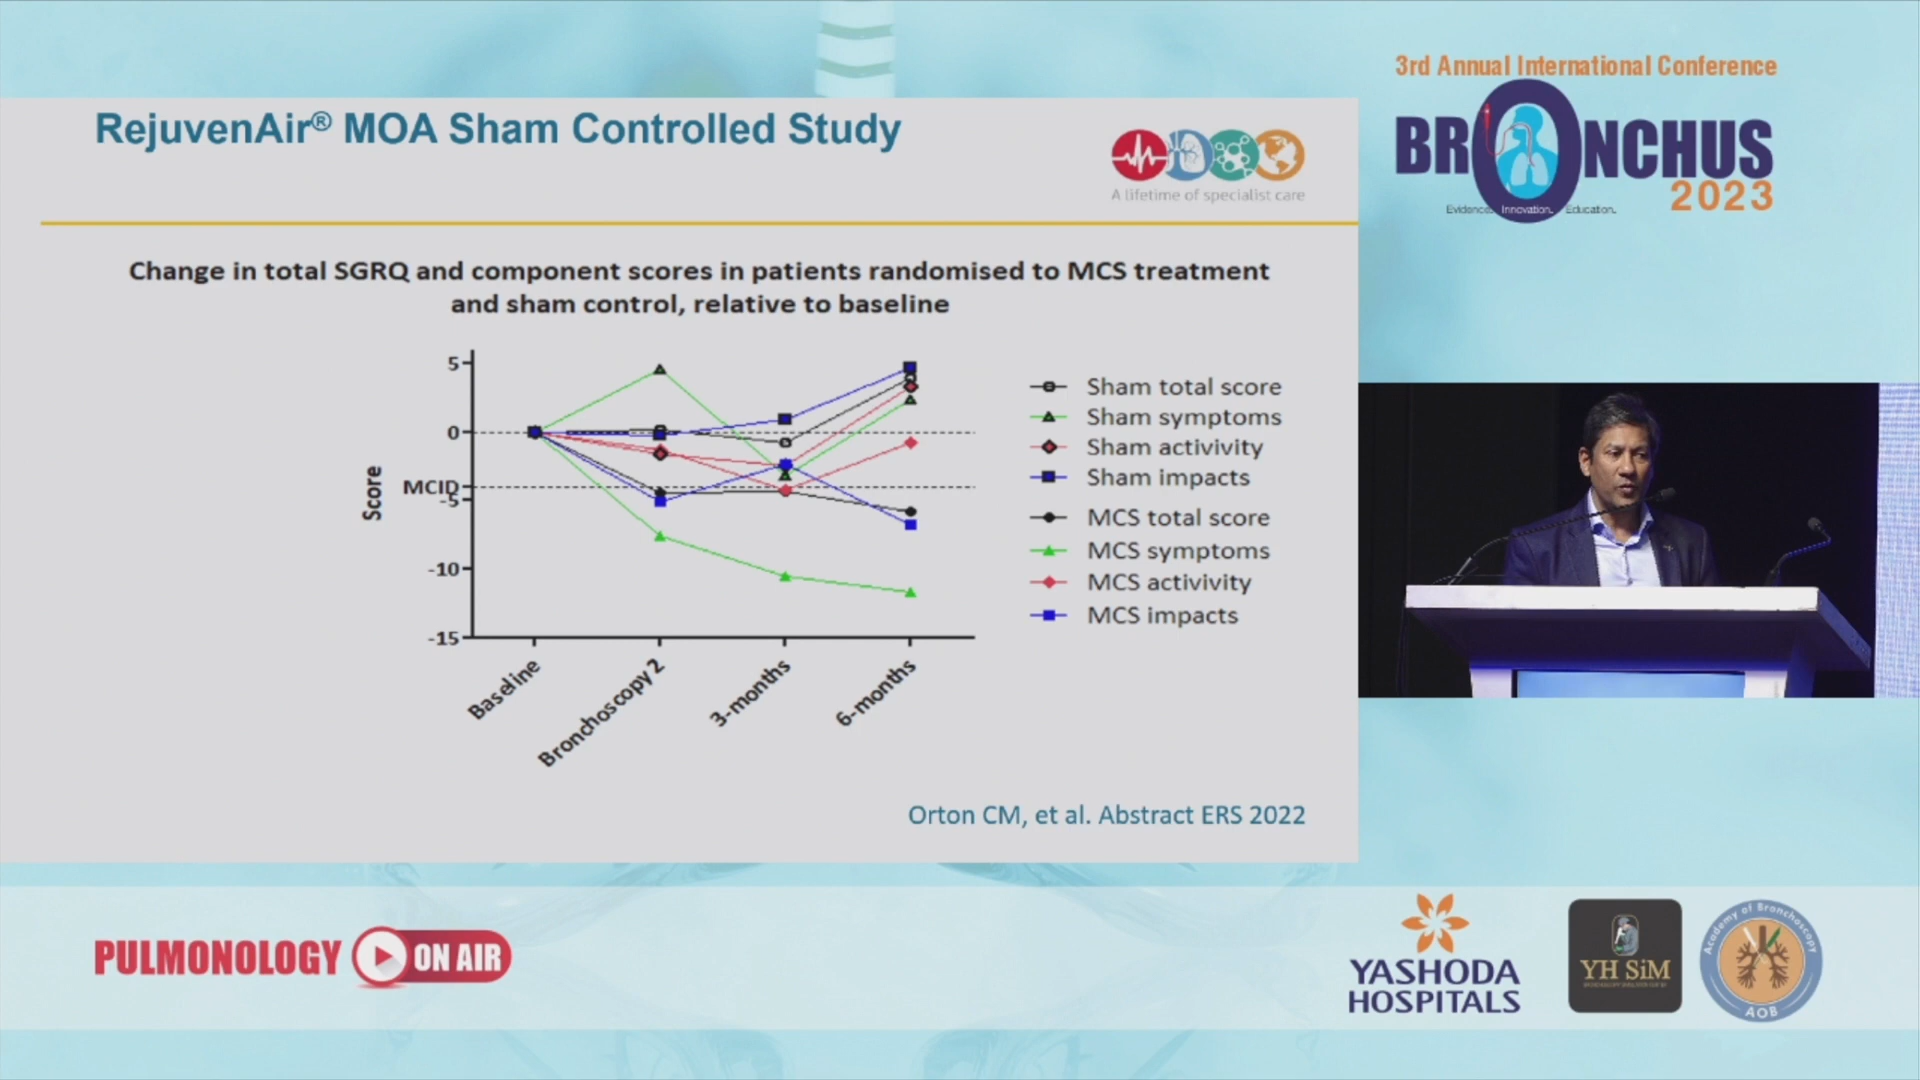 RejuvenAir® MOA Sham Controlled Study
A lifetime of specialist care
3rd Annual International Conference
BRONCHUS
2023
Evidence. Innovation. Education.
Change in total SGRQ and component scores in patients randomised to MCS treatment
and sham control, relative to baseline
Score
5
0
MCID
-5
-10
-15
Baseline
Bronchoscopy 2
3-months
6-months
Sham total score
Sham symptoms
Sham activivity
Sham impacts
MCS total score
MCS symptoms
MCS activivity
MCS impacts
Orton CM, et al. Abstract ERS 2022
PULMONOLOGY ON AIR
YASHODA
HOSPITALS
YH SiM
Academy of Bronchoscopy
AOB